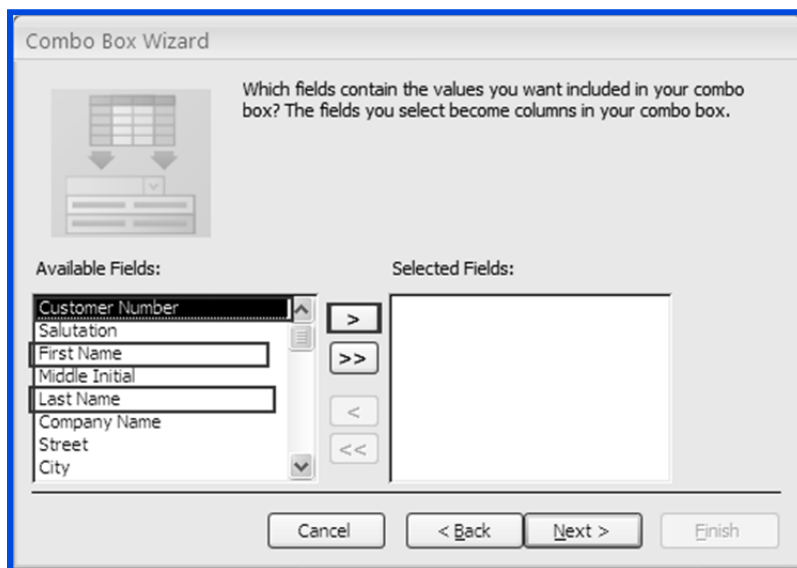 Combo Box Wizard
Which fields contain the values you want included in your combo
box? The fields you select become columns in your combo box.
Available Fields:
Selected Fields:
Customer Number
Salutation
First Name
Middle Initial
Last Name
Company Name
Street
City
>
>>
<
<<
Cancel
< Back
Next >
Finish